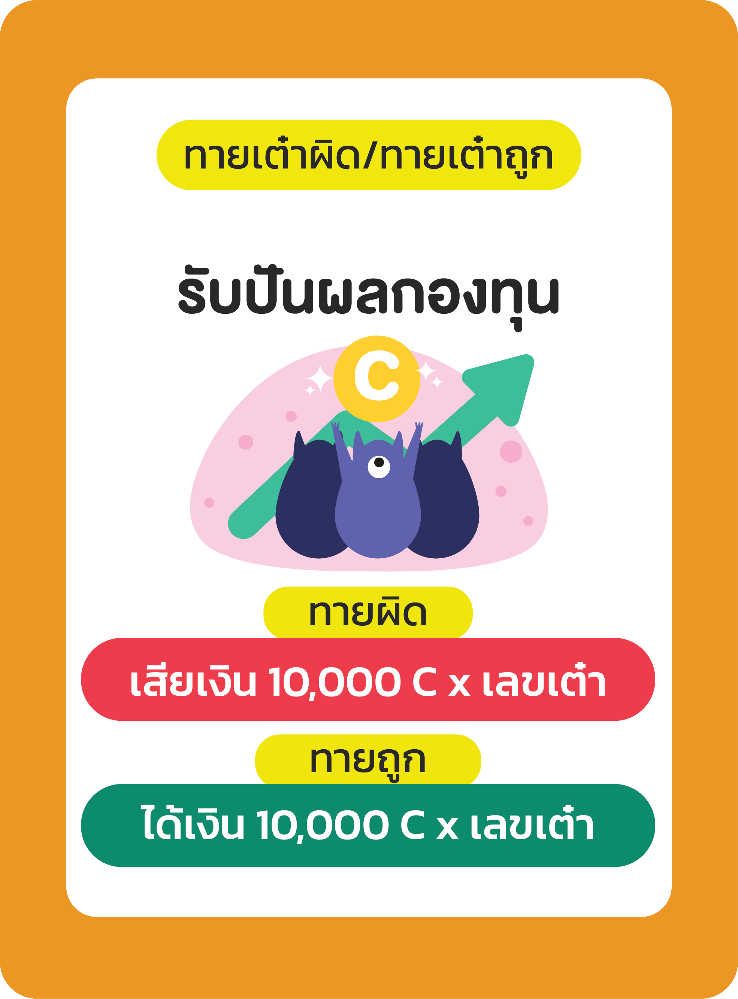 ทายเต๋าผิด/ทายเต๋าถูก
รับปันผลกองทุน
C
ทายผิด
เสียเงิน 10,000 C x เลขเต๋า
ทายถูก
ได้เงิน 10,000 C x เลขเต๋า